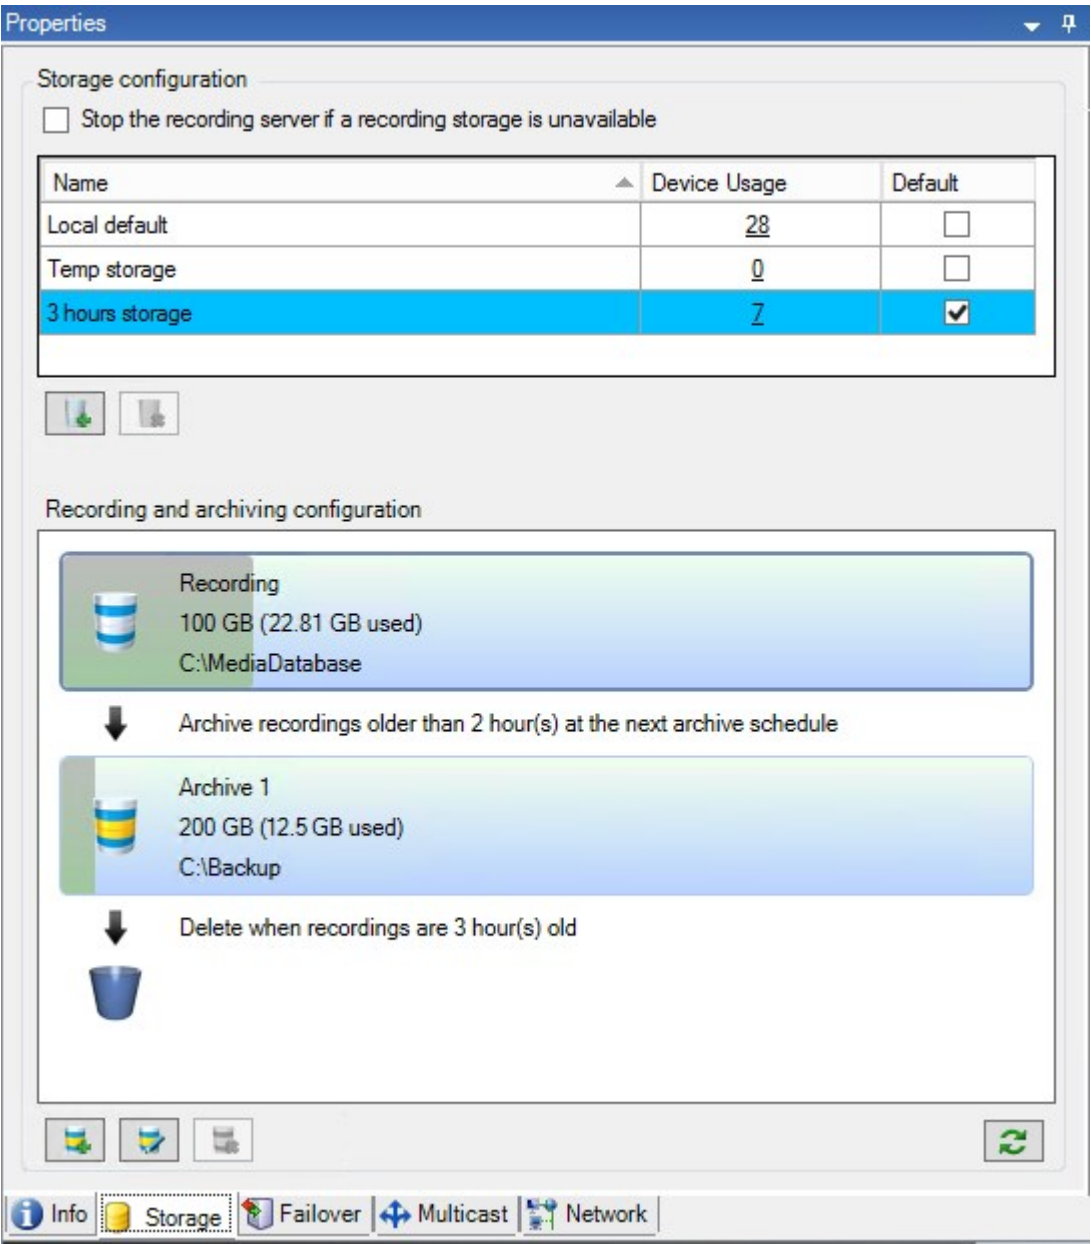 Properties
Storage configuration
Stop the recording server if a recording storage is unavailable
Name Device Usage Default
Local default 28
Temp storage 0
3 hours storage 7
Recording and archiving configuration
Recording
100 GB (22.81 GB used)
C:\MediaDatabase
Archive recordings older than 2 hour(s) at the next archive schedule
Archive 1
200 GB (12.5 GB used)
C:\Backup
Delete when recordings are 3 hour(s) old
Info Storage Failover Multicast Network